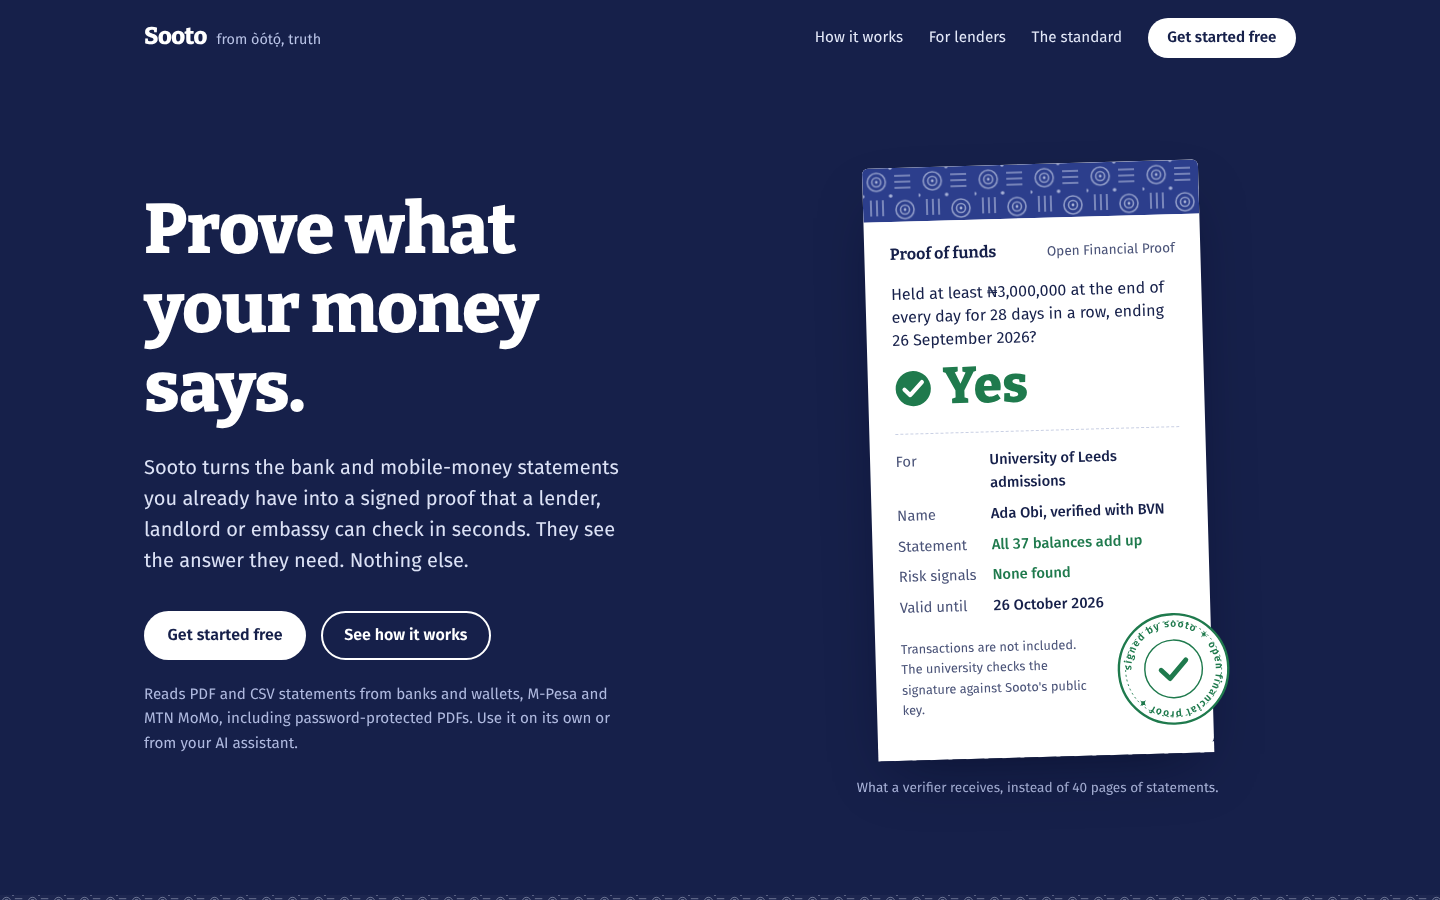 Sooto from òótọ́, truth
How it works
For lenders
The standard
Get started free
Prove what
your money
says.
Sooto turns the bank and mobile-money statements
you already have into a signed proof that a lender,
landlord or embassy can check in seconds. They see
the answer they need. Nothing else.
Get started free
See how it works
Reads PDF and CSV statements from banks and wallets, M-Pesa and
MTN MoMo, including password-protected PDFs. Use it on its own or
from your AI assistant.
Proof of funds
Open Financial Proof
Held at least ₦3,000,000 at the end of
every day for 28 days in a row, ending
26 September 2026?
Yes
For University of Leeds
admissions
Name Ada Obi, verified with BVN
Statement All 37 balances add up
Risk signals None found
Valid until 26 October 2026
Transactions are not included.
The university checks the
signature against Sooto's public
key.
signed by sooto ✦ open financial proof ✦
What a verifier receives, instead of 40 pages of statements.